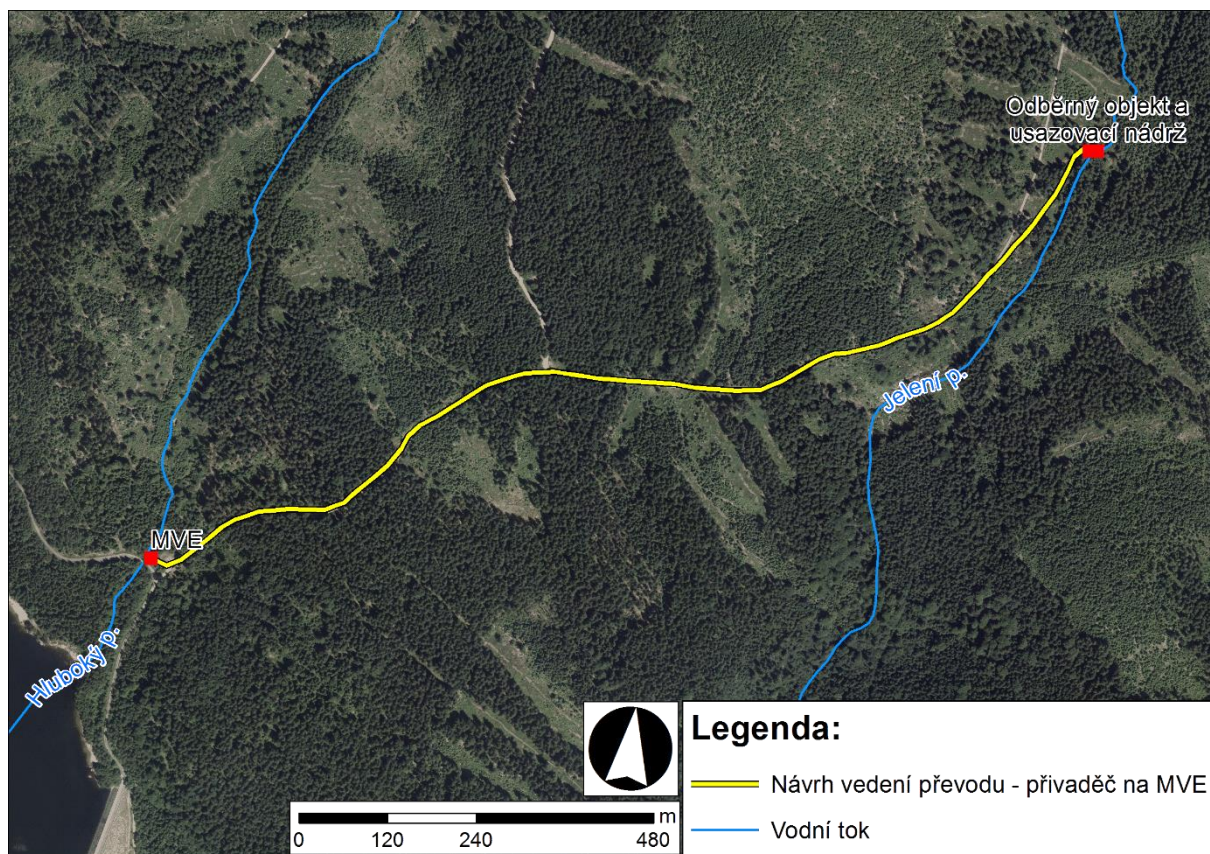 Odběrný objekt a
usazovací nádrž
Jelení p.
MVE
Hluboký p.
Legenda:
Návrh vedení převodu - přivaděč na MVE
Vodní tok
m
0 120 240 480